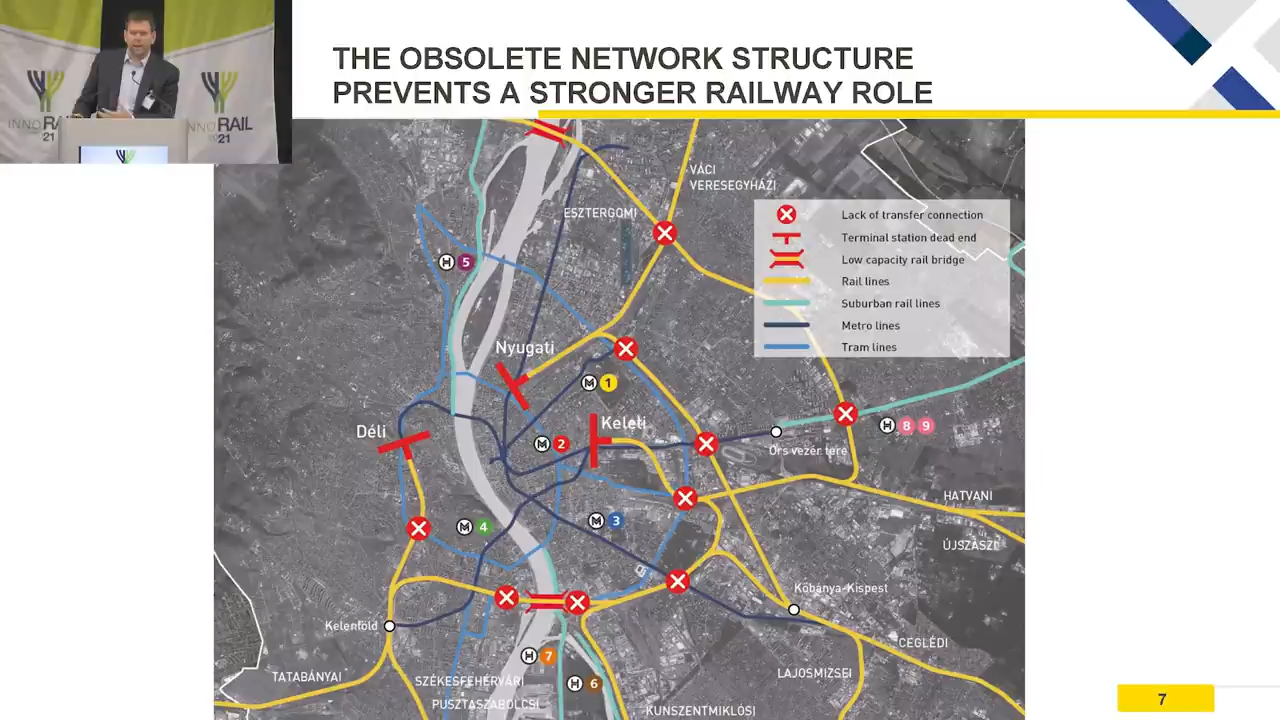 THE OBSOLETE NETWORK STRUCTURE
PREVENTS A STRONGER RAILWAY ROLE
INNORAIL
21
INNORAIL
21
VÁCI
VERESEGYHÁZI
ESZTERGOMI
Lack of transfer connection
Terminal station dead end
Low capacity rail bridge
Rail lines
Suburban rail lines
Metro lines
Tram lines
H 5
Nyugati
M 1
Déli
Keleti
M 2
H 8 9
Örs vezér tere
M 4
M 3
HATVANI
ÚJSZÁSZI
Kőbánya-Kispest
Kelenföld
CEGLÉDI
TATABÁNYAI
SZÉKESFEHÉRVÁRI
PUSZTASZABOLCSI
H 7
H 6
LAJOSMIZSEI
KUNSZENTMIKLÓSI
7